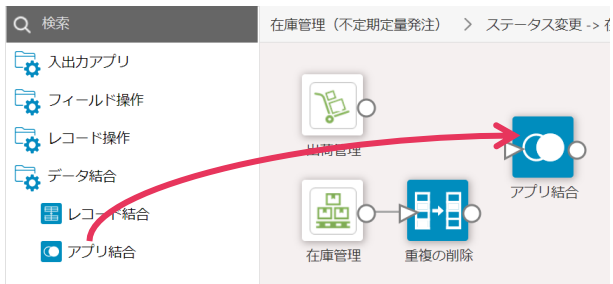 検索
在庫管理（不定期定量発注） > ステータス変更 -> 在
入出力アプリ
フィールド操作
レコード操作
データ結合
レコード結合
アプリ結合
出荷管理
アプリ結合
在庫管理
重複の削除